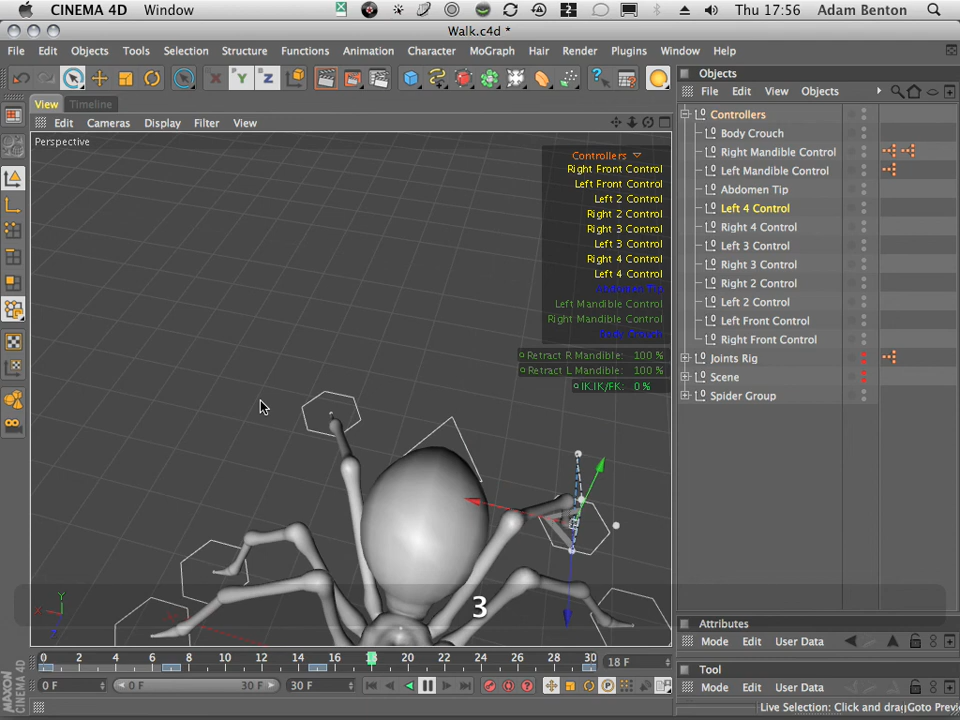 CINEMA 4D Window Thu 17:56 Adam Benton
Walk.c4d *
File Edit Objects Tools Selection Structure Functions Animation Character MoGraph Hair Render Plugins Window Help
X Y Z
View Timeline
Edit Cameras Display Filter View
Perspective
Controllers
Right Front Control
Left Front Control
Left 2 Control
Right 2 Control
Right 3 Control
Left 3 Control
Right 4 Control
Left 4 Control
Abdomen Tip
Left Mandible Control
Right Mandible Control
Body Crouch
Retract R Mandible: 100 %
Retract L Mandible: 100 %
IK.IK/FK: 0 %
3
X Y Z
0 2 4 6 8 10 12 14 16 18 20 22 24 26 28 30 18 F
0 F 0 F 30 F 30 F
MAXON
CINEMA 4D
Objects
File Edit View Objects
Controllers
Body Crouch
Right Mandible Control
Left Mandible Control
Abdomen Tip
Left 4 Control
Right 4 Control
Left 3 Control
Right 3 Control
Right 2 Control
Left 2 Control
Left Front Control
Right Front Control
Joints Rig
Scene
Spider Group
Attributes
Mode Edit User Data
Tool
Mode Edit User Data
Live Selection: Click and drag
Goto Previ